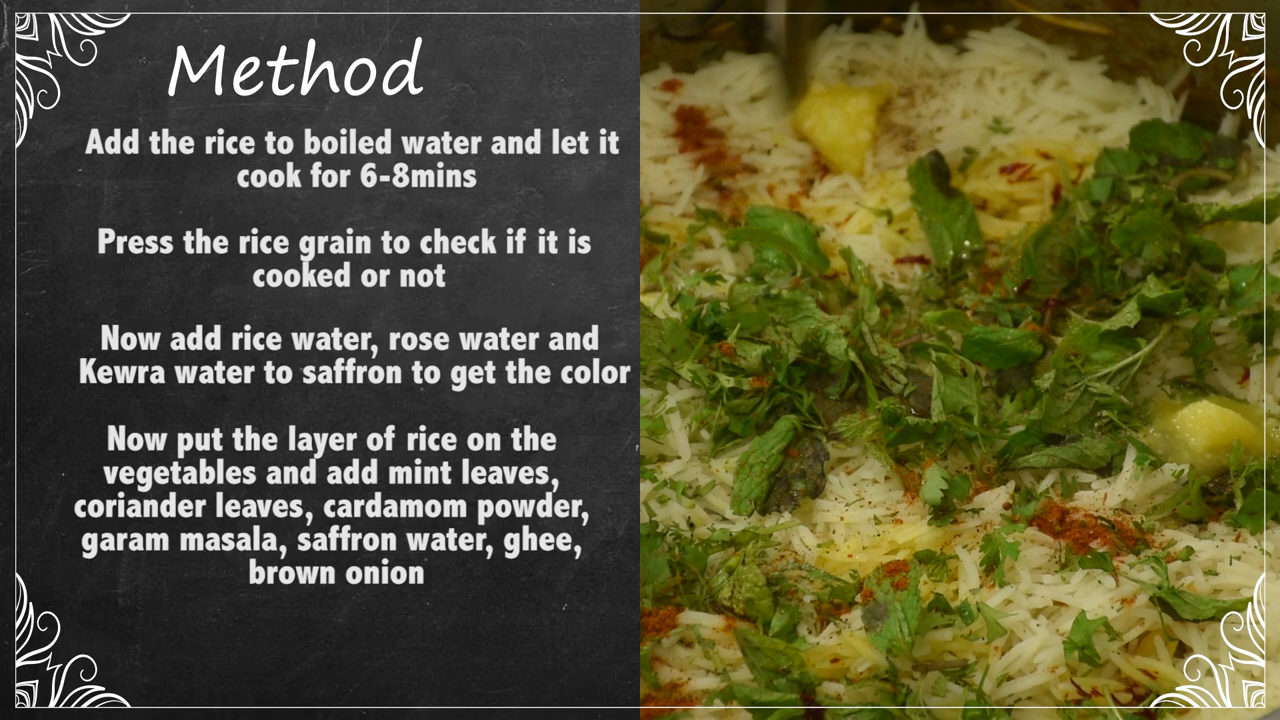 Method
Add the rice to boiled water and let it
cook for 6-8mins
Press the rice grain to check if it is
cooked or not
Now add rice water, rose water and
Kewra water to saffron to get the color
Now put the layer of rice on the
vegetables and add mint leaves,
coriander leaves, cardamom powder,
garam masala, saffron water, ghee,
brown onion